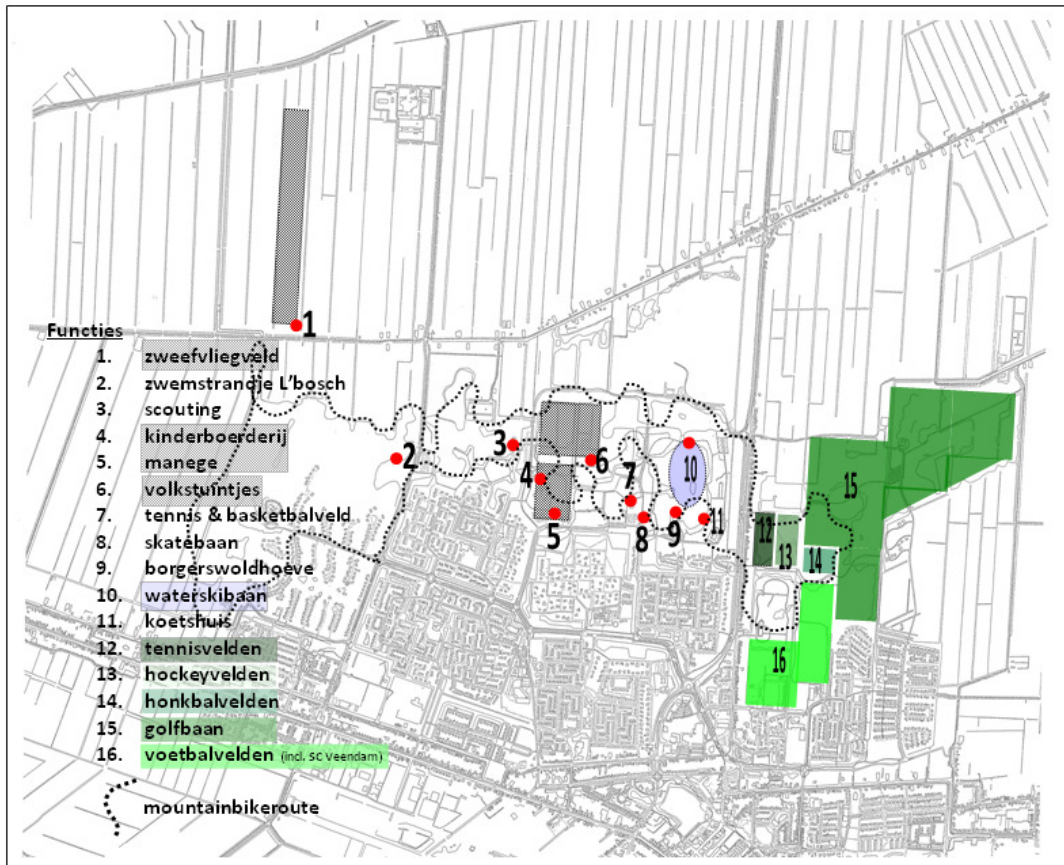 Functies
1. zweefvliegveld
2. zwemstrandje L'bosch
3. scouting
4. kinderboerderij
5. manege
6. volkstuintjes
7. tennis & basketbalveld
8. skatebaan
9. borgerswoldhoeve
10. waterskibaan
11. koetshuis
12. tennisvelden
13. hockeyvelden
14. honkbalvelden
15. golfbaan
16. voetbalvelden (incl. SC Veendam)
mountainbikeroute
1
2
3
4
5
6
7
8
9
10
11
12
13
14
15
16